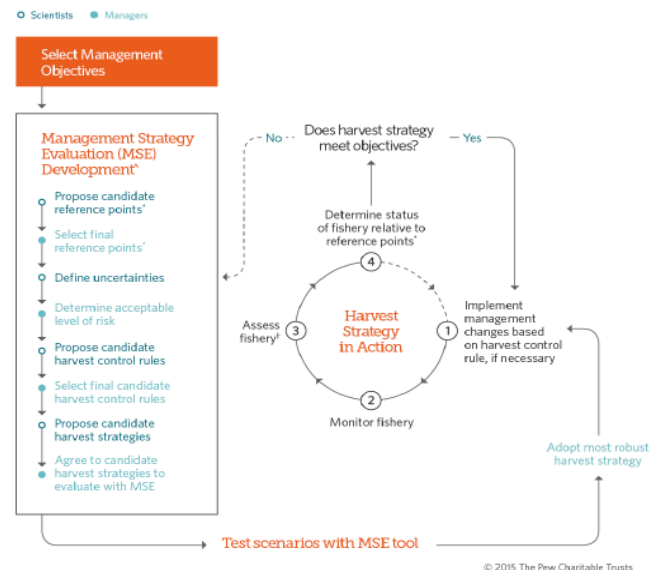 Scientists
Managers
Select Management
Objectives
Management Strategy
Evaluation (MSE)
Development^
Propose candidate
reference points*
Select final
reference points*
Define uncertainties
Determine acceptable
level of risk
Propose candidate
harvest control rules
Select final candidate
harvest control rules
Propose candidate
harvest strategies
Agree to candidate
harvest strategies to
evaluate with MSE
No
Does harvest strategy
meet objectives?
Yes
Determine status
of fishery relative to
reference points*
4
Harvest
Strategy
in Action
1
Implement
management
changes based
on harvest control
rule, if necessary
Assess
fishery†
3
2
Monitor fishery
Adopt most robust
harvest strategy
Test scenarios with MSE tool
© 2015 The Pew Charitable Trusts